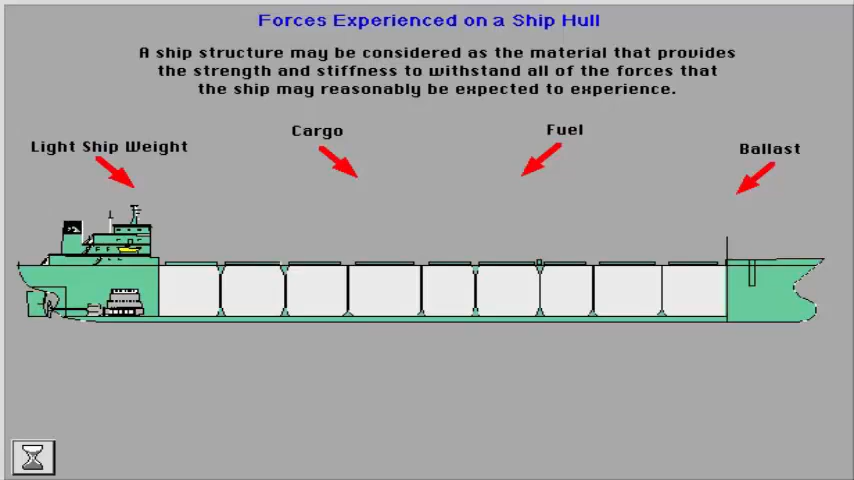 Forces Experienced on a Ship Hull
A ship structure may be considered as the material that provides
the strength and stiffness to withstand all of the forces that
the ship may reasonably be expected to experience.
Light Ship Weight
Cargo
Fuel
Ballast